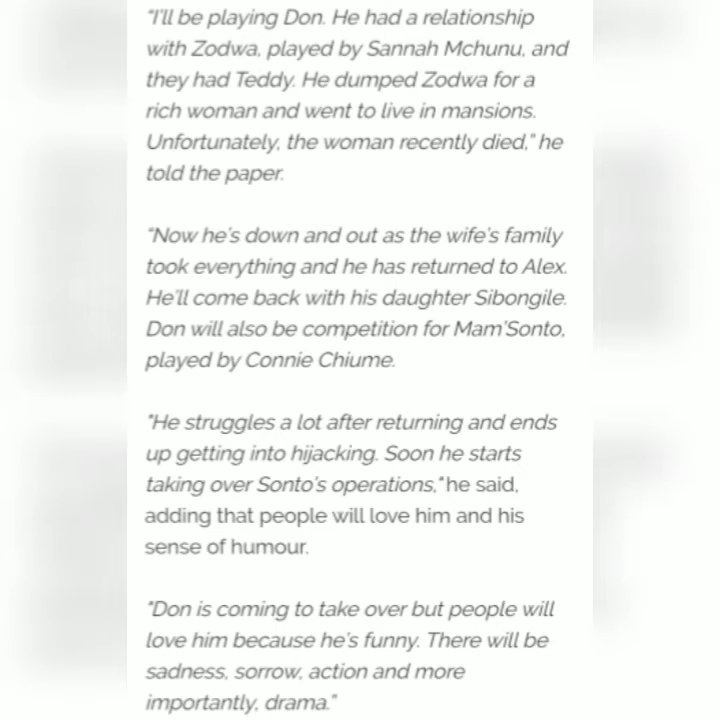 "I'll be playing Don. He had a relationship
with Zodwa, played by Sannah Mchunu, and
they had Teddy. He dumped Zodwa for a
rich woman and went to live in mansions.
Unfortunately, the woman recently died," he
told the paper.
"Now he's down and out as the wife's family
took everything and he has returned to Alex.
He'll come back with his daughter Sibongile.
Don will also be competition for Mam'Sonto,
played by Connie Chiume.
"He struggles a lot after returning and ends
up getting into hijacking. Soon he starts
taking over Sonto's operations," he said,
adding that people will love him and his
sense of humour.
"Don is coming to take over but people will
love him because he's funny. There will be
sadness, sorrow, action and more
importantly, drama."